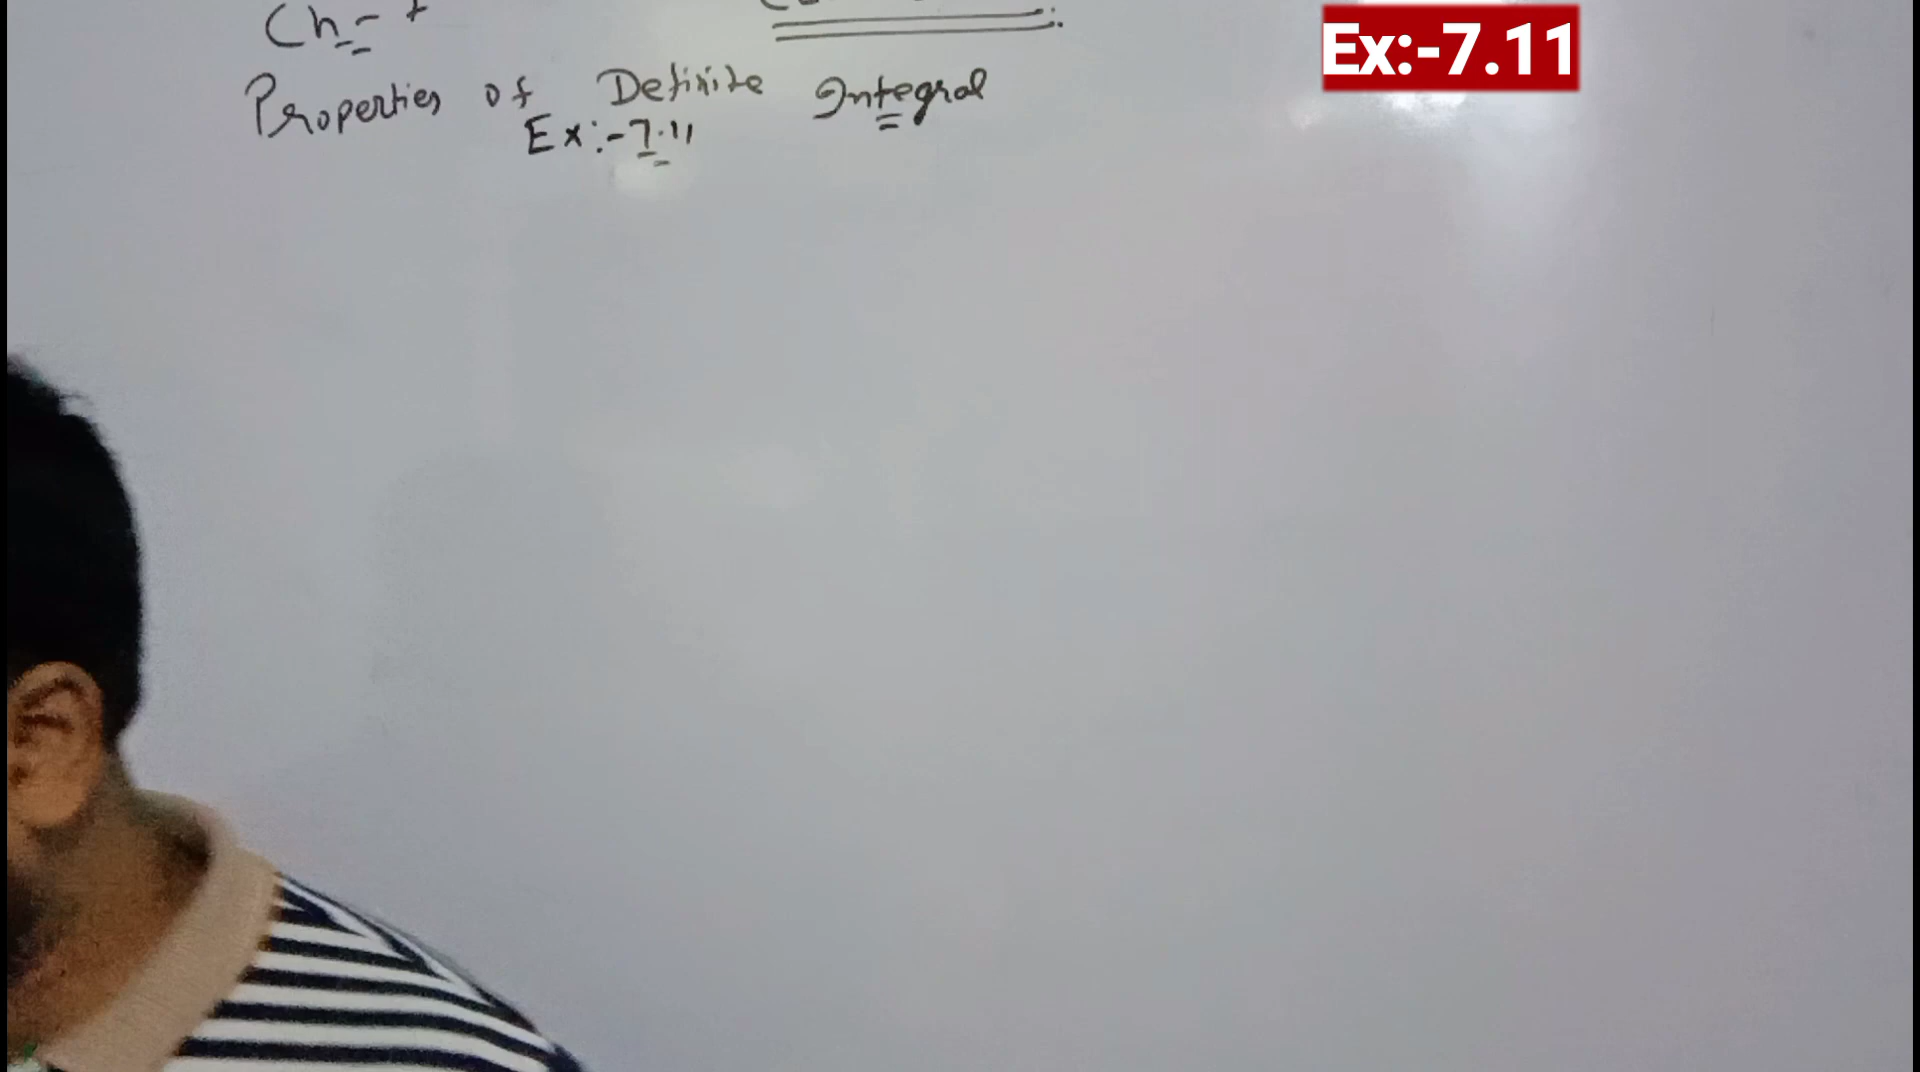 Ch:-
Ex:-7.11
Properties of Definite Integral
Ex:-7.11